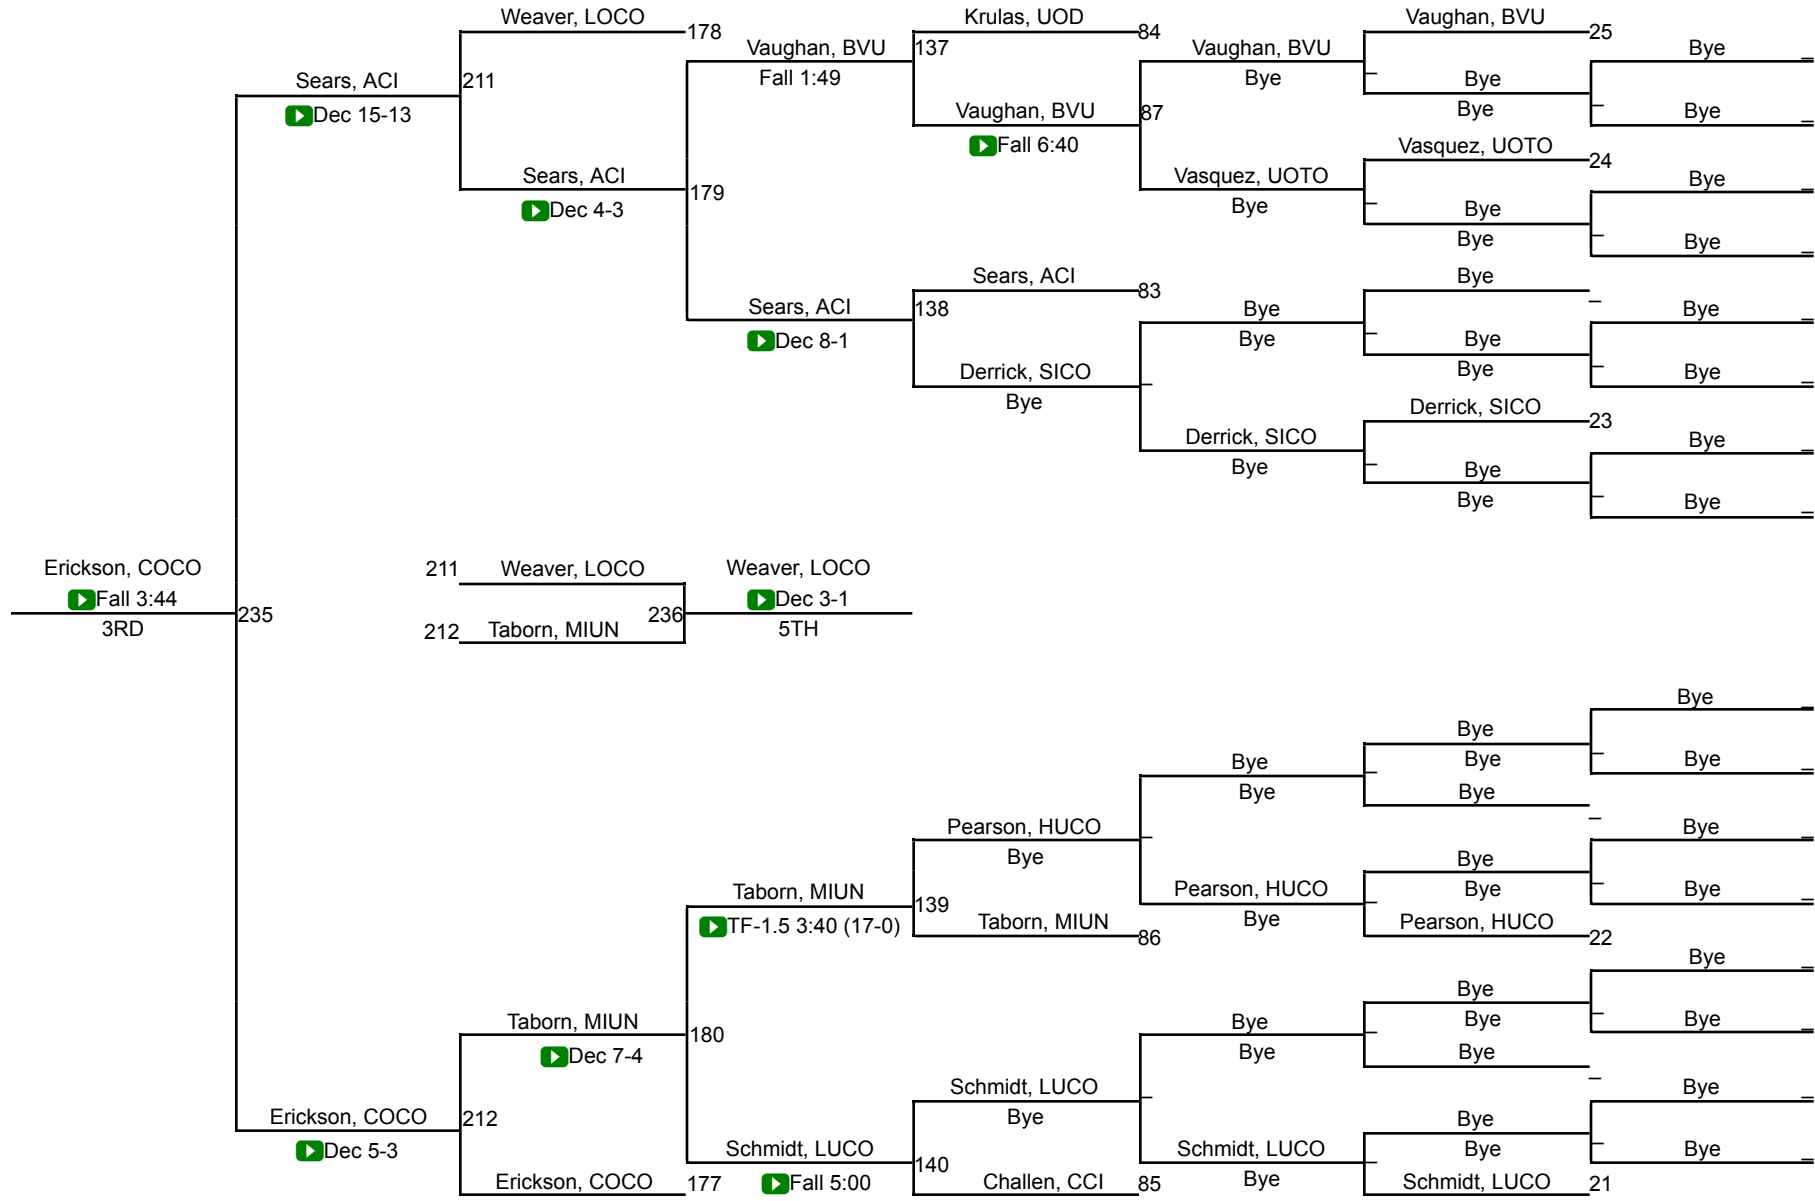 Weaver, LOCO
178
Krulas, UOD
84
Vaughan, BVU
25
Bye
Vaughan, BVU
137
Fall 1:49
Vaughan, BVU
Bye
Bye
Bye
Sears, ACI
211
Dec 15-13
Vaughan, BVU
87
Fall 6:40
Bye
Vasquez, UOTO
24
Sears, ACI
179
Dec 4-3
Vasquez, UOTO
Bye
Bye
Bye
Bye
Bye
Sears, ACI
83
Bye
Sears, ACI
138
Dec 8-1
Bye
Bye
Bye
Bye
Bye
Derrick, SICO
Bye
Bye
Derrick, SICO
23
Derrick, SICO
Bye
Bye
Bye
Bye
Bye
Erickson, COCO
Fall 3:44
3RD
235
211
Weaver, LOCO
212
Taborn, MIUN
236
Weaver, LOCO
Dec 3-1
5TH
Bye
Bye
Bye
Bye
Bye
Bye
Bye
Pearson, HUCO
Bye
Bye
Bye
Bye
Taborn, MIUN
139
TF-1.5 3:40 (17-0)
Pearson, HUCO
Bye
Bye
Taborn, MIUN
86
Pearson, HUCO
22
Bye
Bye
Bye
Bye
Bye
Taborn, MIUN
180
Dec 7-4
Bye
Bye
Bye
Schmidt, LUCO
Bye
Bye
Erickson, COCO
212
Dec 5-3
Bye
Bye
Bye
Schmidt, LUCO
140
Fall 5:00
Schmidt, LUCO
Bye
Erickson, COCO
177
Challen, CCI
85
Schmidt, LUCO
21